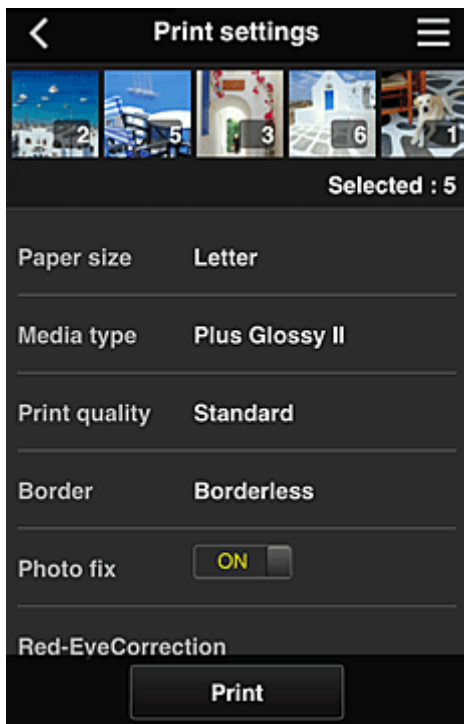 Print settings
2 5 3 6 1
Selected : 5
Paper size Letter
Media type Plus Glossy II
Print quality Standard
Border Borderless
Photo fix ON
Red-EyeCorrection
Print